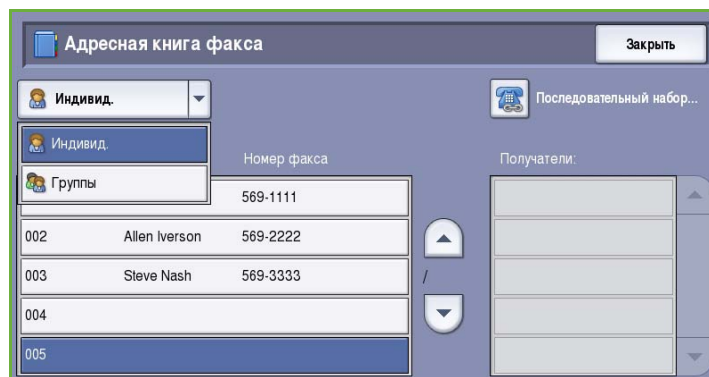 Адресная книга факса
Закрыть
Индивид.
Последовательный набор...
Индивид.
Группы
Номер факса
Получатели:
569-1111
002 Allen Iverson 569-2222
003 Steve Nash 569-3333
/
004
005